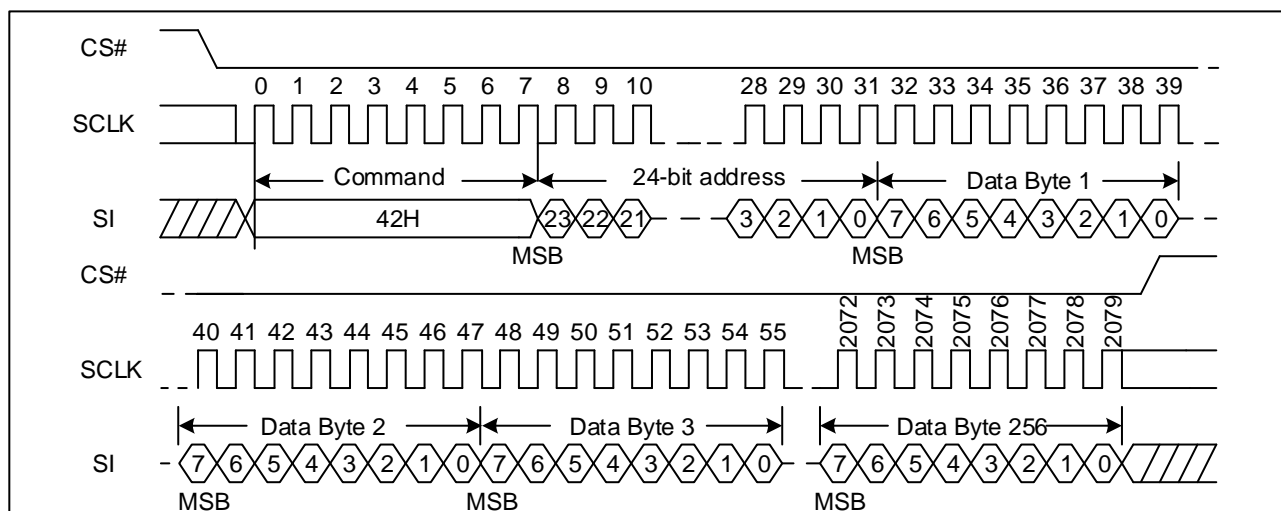 CS#
0 1 2 3 4 5 6 7 8 9 10 28 29 30 31 32 33 34 35 36 37 38 39
SCLK
Command 24-bit address Data Byte 1
SI 42H 23 22 21 3 2 1 0 7 6 5 4 3 2 1 0
MSB MSB
CS#
40 41 42 43 44 45 46 47 48 49 50 51 52 53 54 55 2072 2073 2074 2075 2076 2077 2078 2079
SCLK
Data Byte 2 Data Byte 3 Data Byte 256
SI 7 6 5 4 3 2 1 0 7 6 5 4 3 2 1 0 7 6 5 4 3 2 1 0
MSB MSB MSB